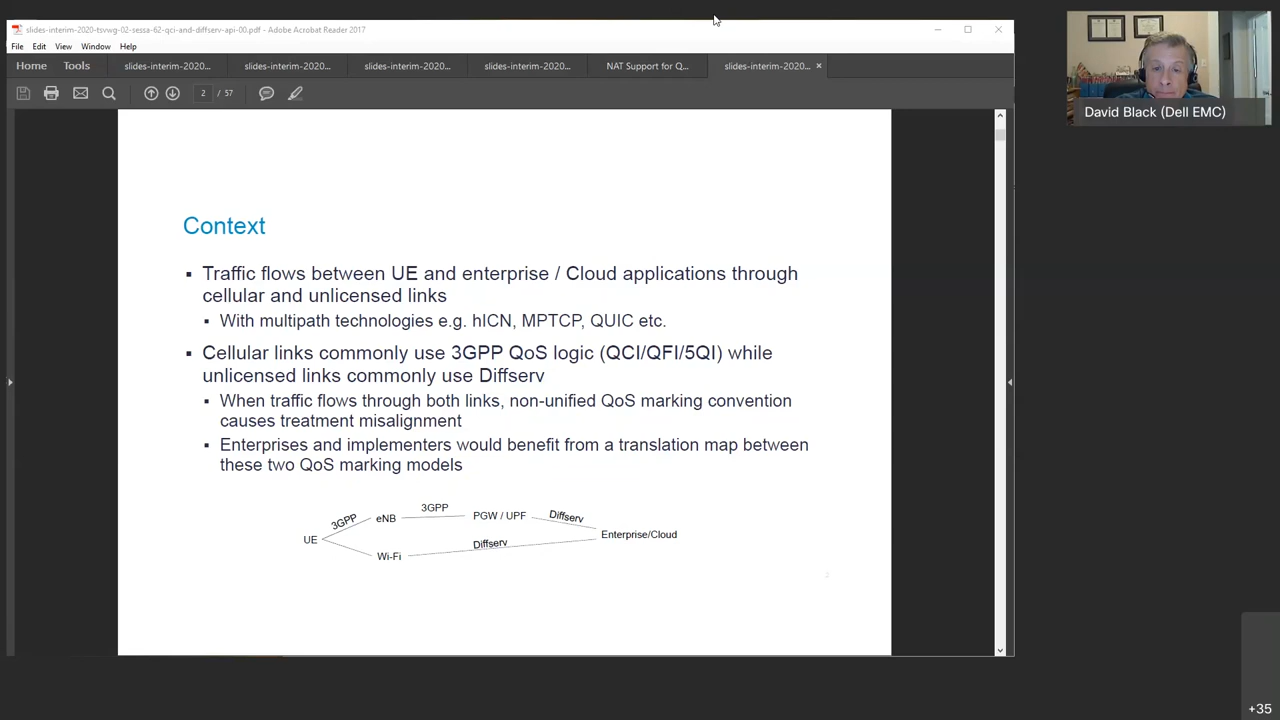 slides-interim-2020-tsvwg-02-sessa-62-qci-and-diffserv-api-00.pdf - Adobe Acrobat Reader 2017
File Edit View Window Help
Home Tools slides-interim-2020... slides-interim-2020... slides-interim-2020... slides-interim-2020... NAT Support for Q... slides-interim-2020... ×
2 / 57
David Black (Dell EMC)
Context
Traffic flows between UE and enterprise / Cloud applications through
cellular and unlicensed links
With multipath technologies e.g. hICN, MPTCP, QUIC etc.
Cellular links commonly use 3GPP QoS logic (QCI/QFI/5QI) while
unlicensed links commonly use Diffserv
When traffic flows through both links, non-unified QoS marking convention
causes treatment misalignment
Enterprises and implementers would benefit from a translation map between
these two QoS marking models
3GPP
3GPP
Diffserv
UE
eNB
PGW / UPF
Enterprise/Cloud
Wi-Fi
Diffserv
2
+35